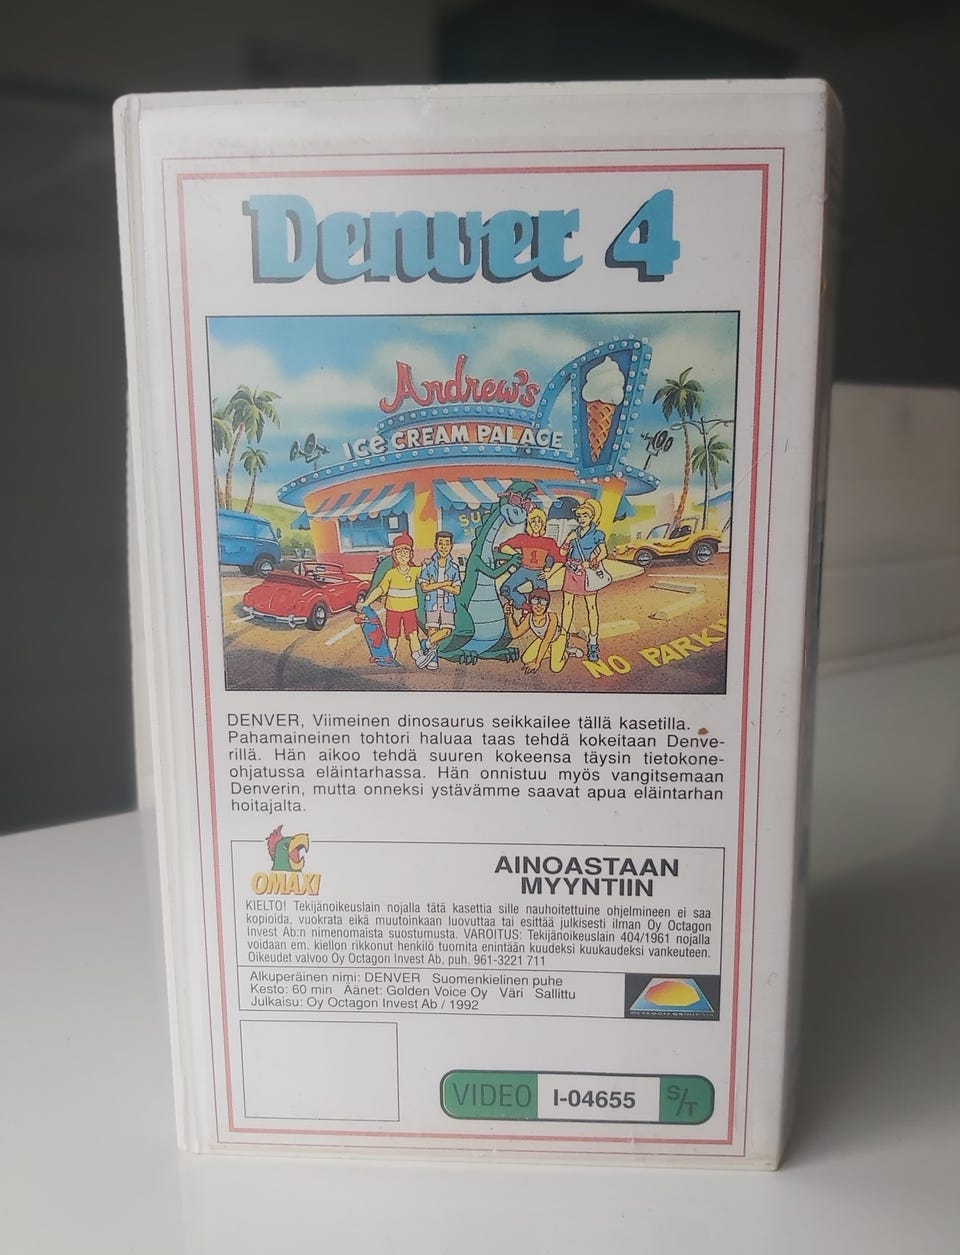 Denver 4
Andrew's
ICE CREAM PALACE
1
NO PARKI
DENVER, Viimeinen dinosaurus seikkailee tällä kasetilla.
Pahamaineinen tohtori haluaa taas tehdä kokeitaan Denve-
rillä. Hän aikoo tehdä suuren kokeensa täysin tietokone-
ohjatussa eläintarhassa. Hän onnistuu myös vangitsemaan
Denverin, mutta onneksi ystävämme saavat apua eläintarhan
hoitajalta.
OMAXI
AINOASTAAN
MYYNTIIN
KIELTO! Tekijänoikeuslain nojalla tätä kasettia sille nauhoitettuine ohjelmineen ei saa
kopioida, vuokrata eikä muutoinkaan luovuttaa tai esittää julkisesti ilman Oy Octagon
Invest Ab:n nimenomaista suostumusta. VAROITUS: Tekijänoikeuslain 404/1961 nojalla
voidaan em. kiellon rikkonut henkilö tuomita enintään kuudeksi kuukaudeksi vankeuteen.
Oikeudet valvoo Oy Octagon Invest Ab, puh. 961-3221 711
Alkuperäinen nimi: DENVER Suomenkielinen puhe
Kesto: 60 min Äänet: Golden Voice Oy Väri Sallittu
Julkaisu: Oy Octagon Invest Ab / 1992
VIDEO I-04655 S/T